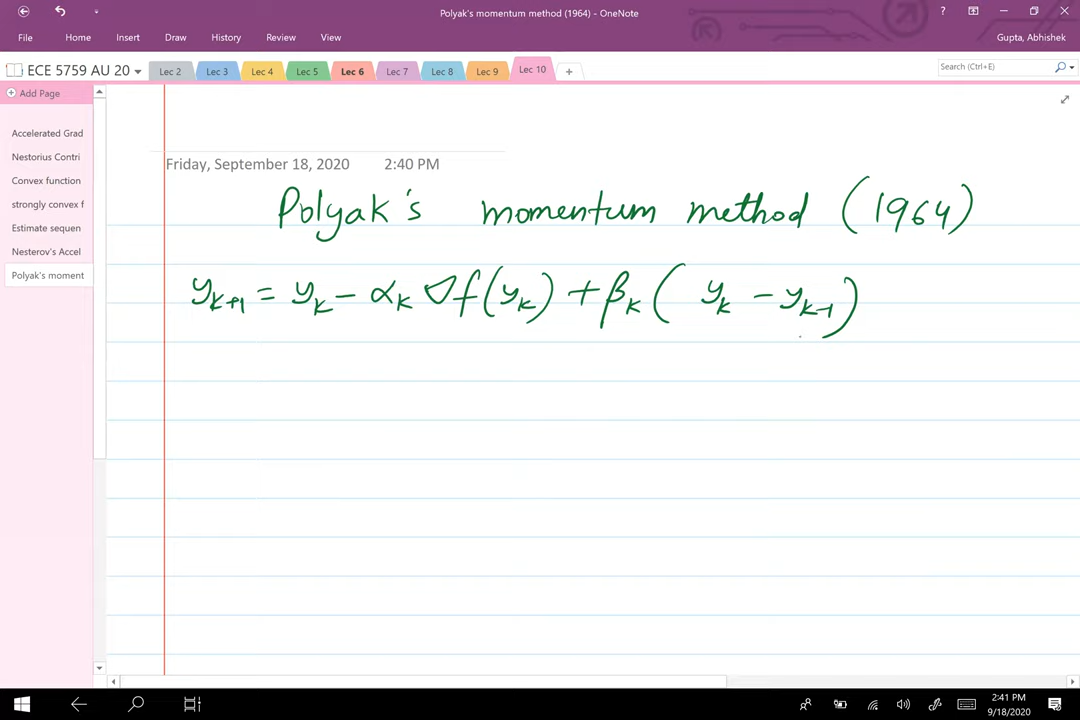 Polyak's momentum method (1964) - OneNote
?
Gupta, Abhishek
File Home Insert Draw History Review View
ECE 5759 AU 20
Lec 2 Lec 3 Lec 4 Lec 5 Lec 6 Lec 7 Lec 8 Lec 9 Lec 10 +
Search (Ctrl+E)
Add Page
Accelerated Grad
Nestorius Contri
Convex function
strongly convex f
Estimate sequen
Nesterov's Accel
Polyak's moment
Friday, September 18, 2020 2:40 PM
Polyak's momentum method (1964)
y_{k+1} = y_k - α_k ∇f(y_k) + β_k (y_k - y_{k-1})
2:41 PM
9/18/2020